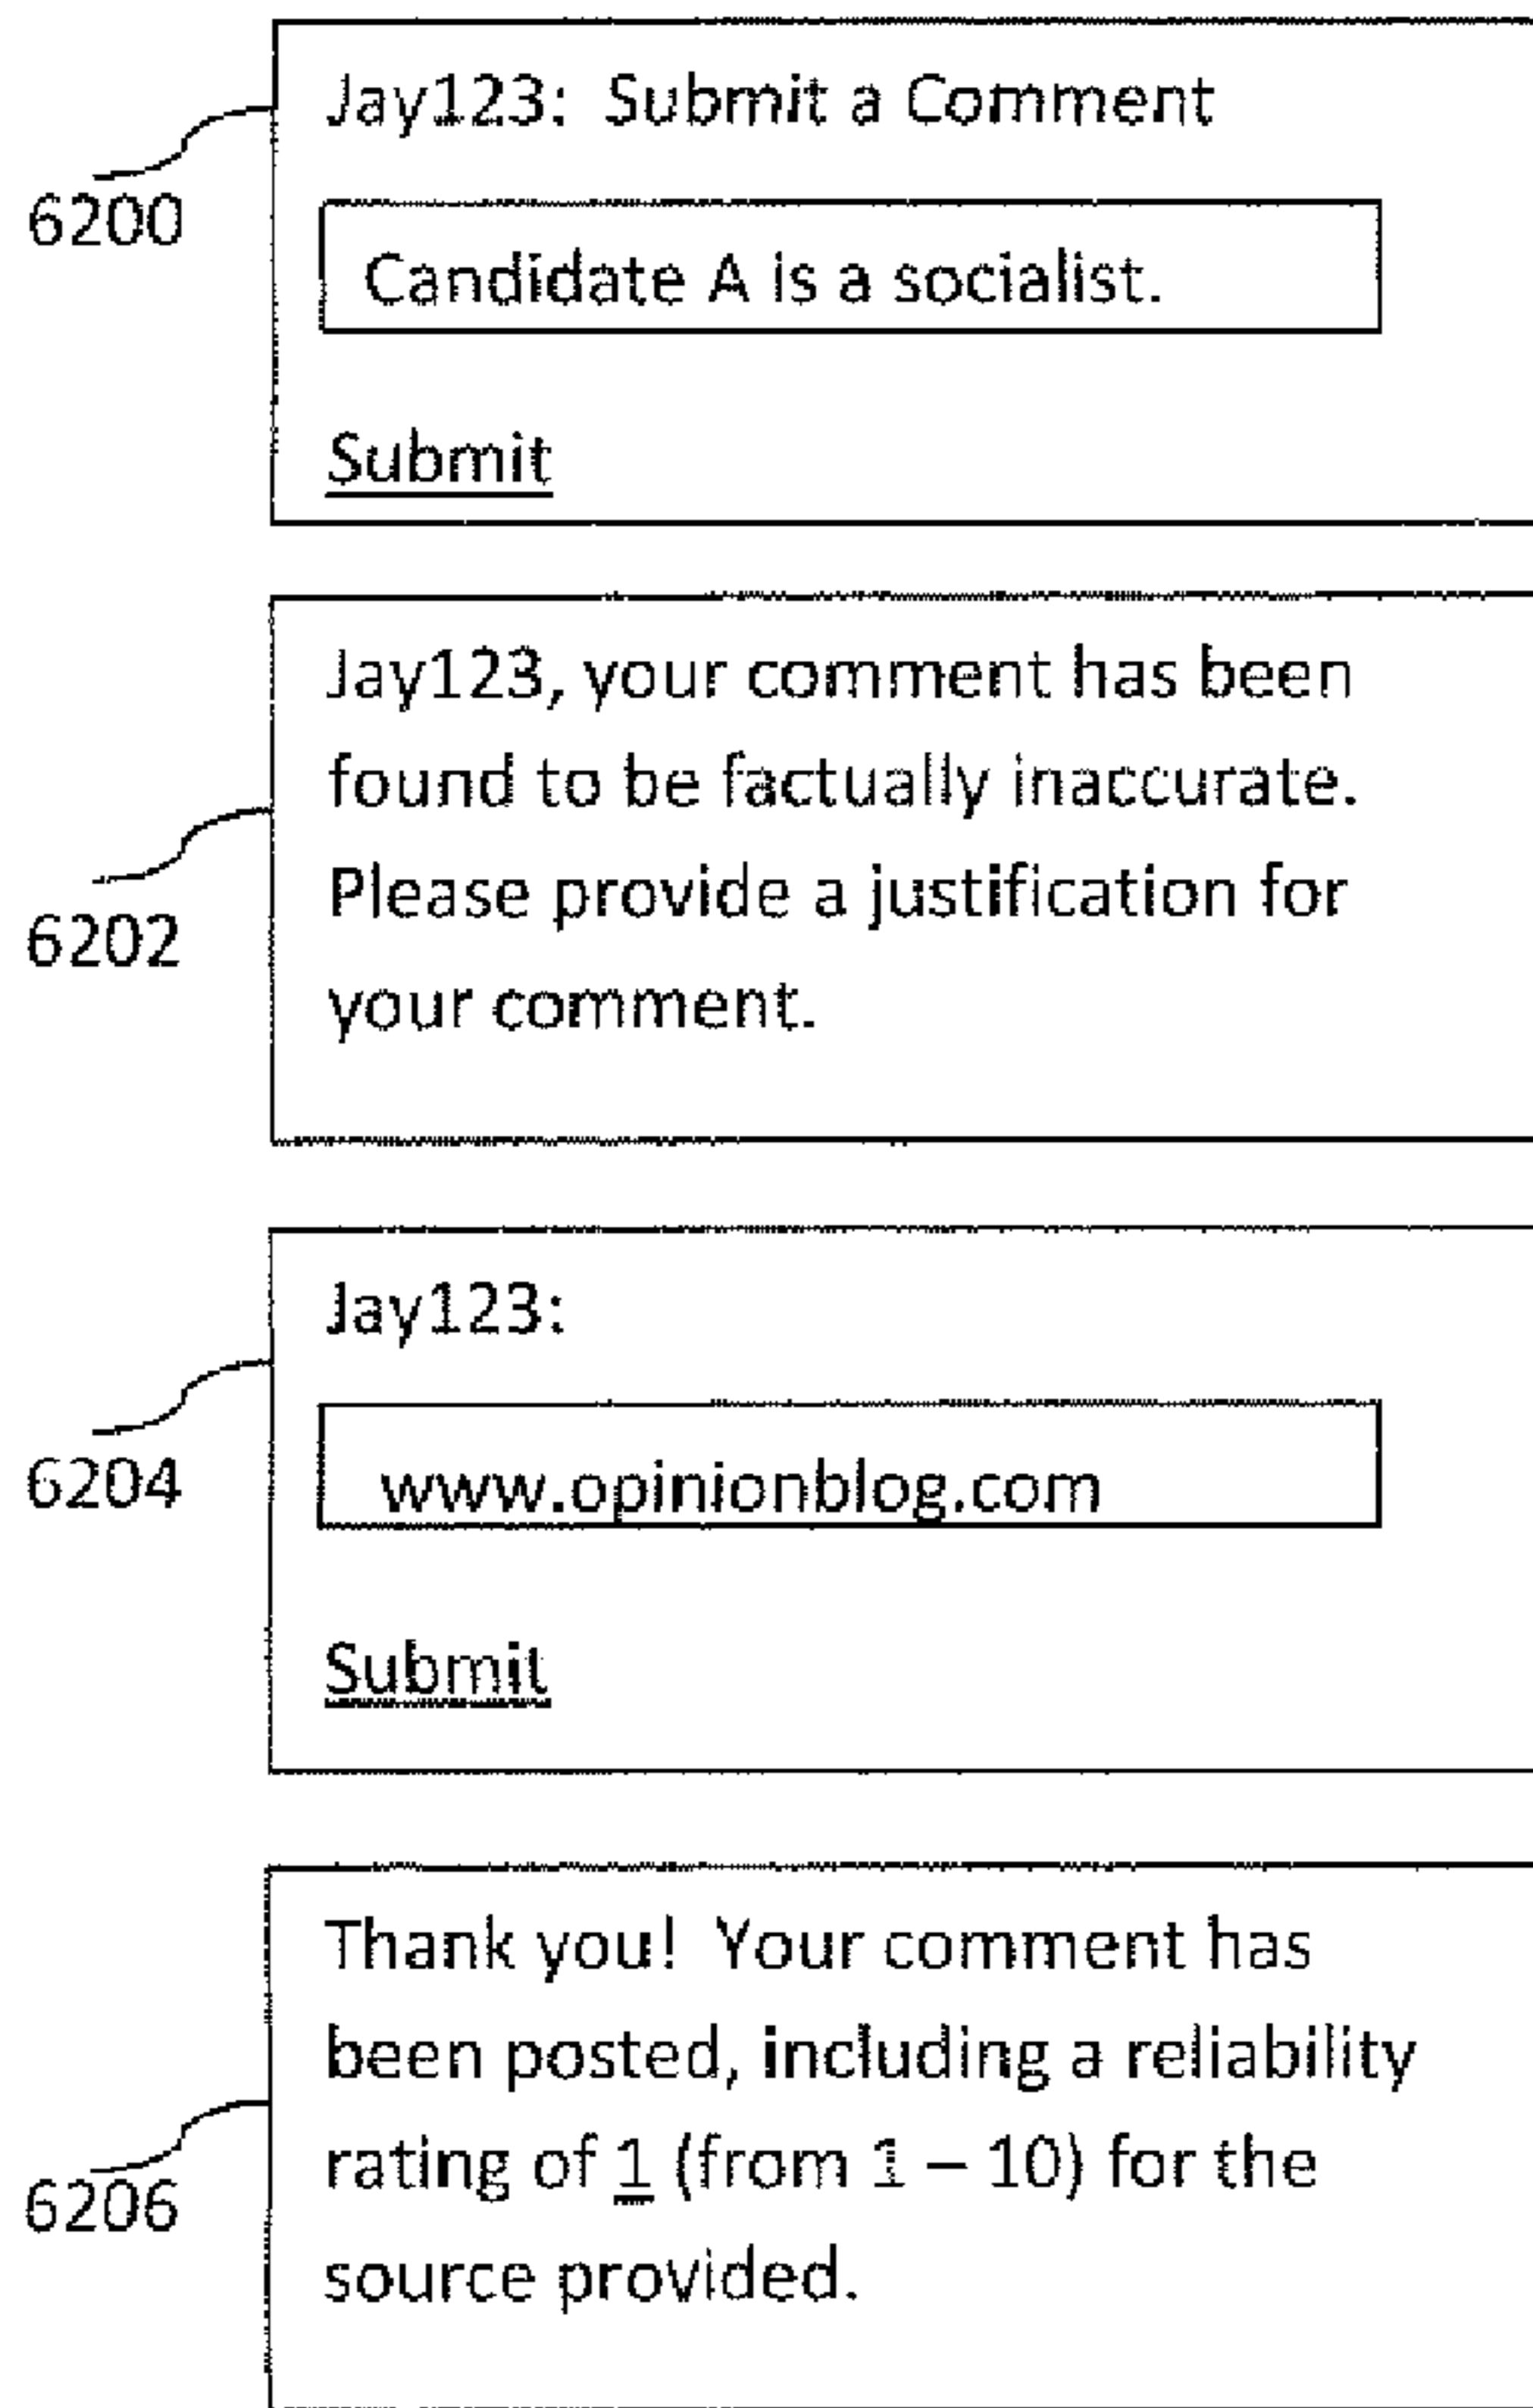 Jay123: Submit a Comment
6200
Candidate A is a socialist.
Submit
Jay123, your comment has been
found to be factually inaccurate.
Please provide a justification for
6202
your comment.
Jay123:
6204
www.opinionblog.com
Submit
Thank you! Your comment has
been posted, including a reliability
rating of 1 (from 1 – 10) for the
6206
source provided.